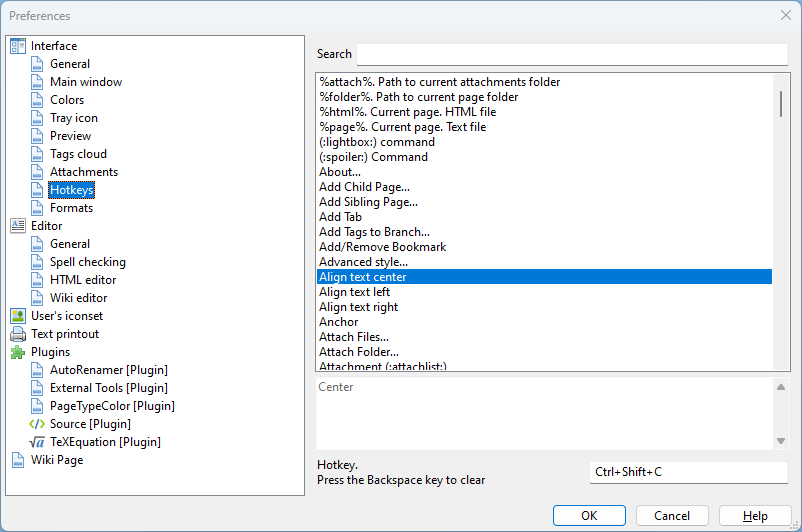 Preferences
Interface
General
Main window
Colors
Tray icon
Preview
Tags cloud
Attachments
Hotkeys
Formats
Editor
General
Spell checking
HTML editor
Wiki editor
User's iconset
Text printout
Plugins
AutoRenamer [Plugin]
External Tools [Plugin]
PageTypeColor [Plugin]
Source [Plugin]
TeXEquation [Plugin]
Wiki Page
Search
%attach%. Path to current attachments folder
%folder%. Path to current page folder
%html%. Current page. HTML file
%page%. Current page. Text file
(:lightbox:) command
(:spoiler:) Command
About...
Add Child Page...
Add Sibling Page...
Add Tab
Add Tags to Branch...
Add/Remove Bookmark
Advanced style...
Align text center
Align text left
Align text right
Anchor
Attach Files...
Attach Folder...
Attachment (:attachlist:)
Center
Hotkey.
Press the Backspace key to clear
Ctrl+Shift+C
OK
Cancel
Help